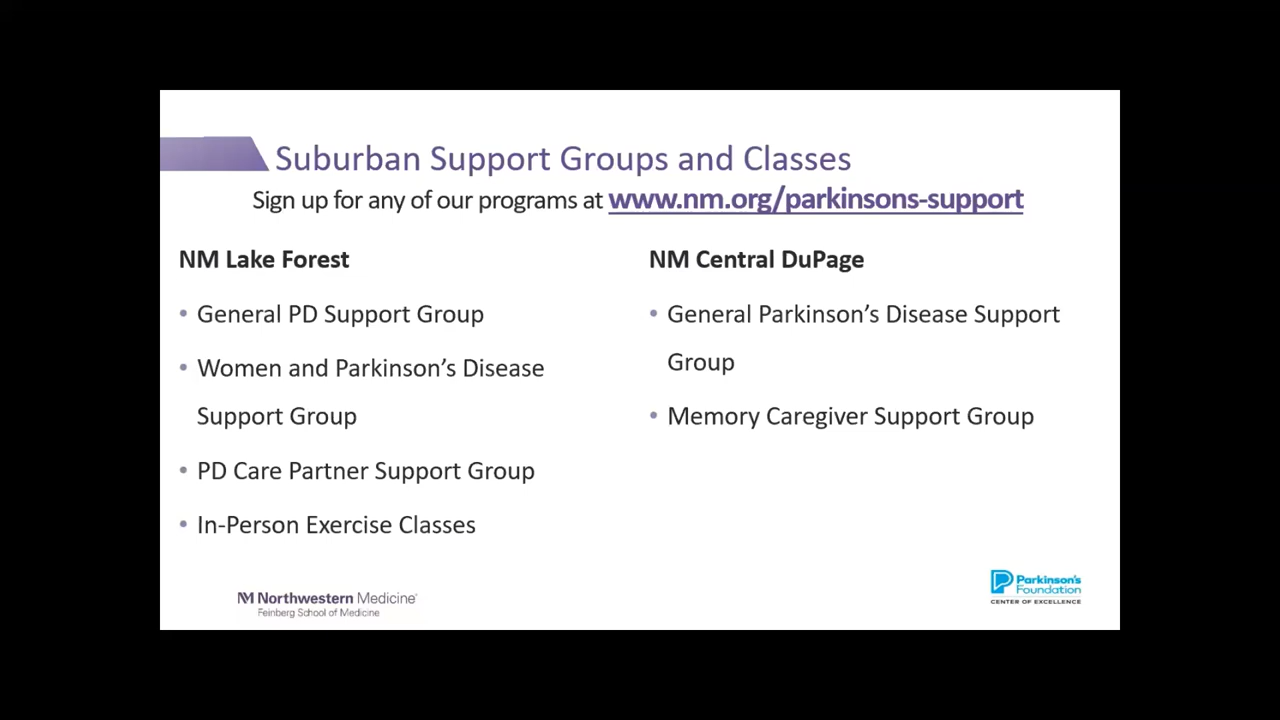 Suburban Support Groups and Classes
Sign up for any of our programs at www.nm.org/parkinsons-support
NM Lake Forest
• General PD Support Group
• Women and Parkinson’s Disease
Support Group
• PD Care Partner Support Group
• In-Person Exercise Classes
NM Central DuPage
• General Parkinson’s Disease Support
Group
• Memory Caregiver Support Group
NM Northwestern Medicine®
Feinberg School of Medicine
Parkinson's
Foundation
CENTER OF EXCELLENCE